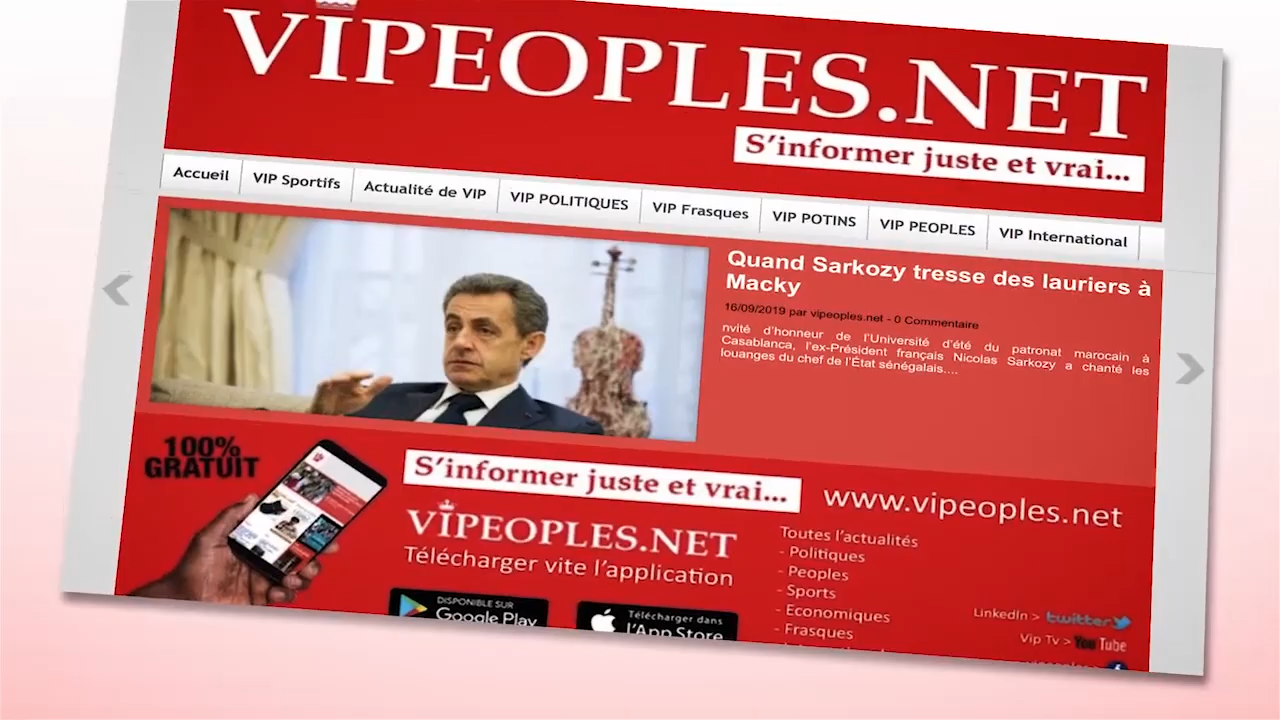 VIPEOPLES.NET
S'informer juste et vrai...
Accueil
VIP Sportifs
Actualité de VIP
VIP POLITIQUES
VIP Frasques
VIP POTINS
VIP PEOPLES
VIP International
Quand Sarkozy tresse des lauriers à
Macky
16/09/2019 par vipeoples.net - 0 Commentaire
nvité d'honneur de l'Université d'été du patronat marocain à
Casablanca, l'ex-Président français Nicolas Sarkozy a chanté les
louanges du chef de l'État sénégalais....
100%
GRATUIT
S'informer juste et vrai...
VIPEOPLES.NET
Télécharger vite l'application
DISPONIBLE SUR
Google Play
Télécharger dans
l'App Store
www.vipeoples.net
Toutes l'actualités
- Politiques
- Peoples
- Sports
- Economiques
- Frasques
LinkedIn > twitter
Vip Tv > You Tube